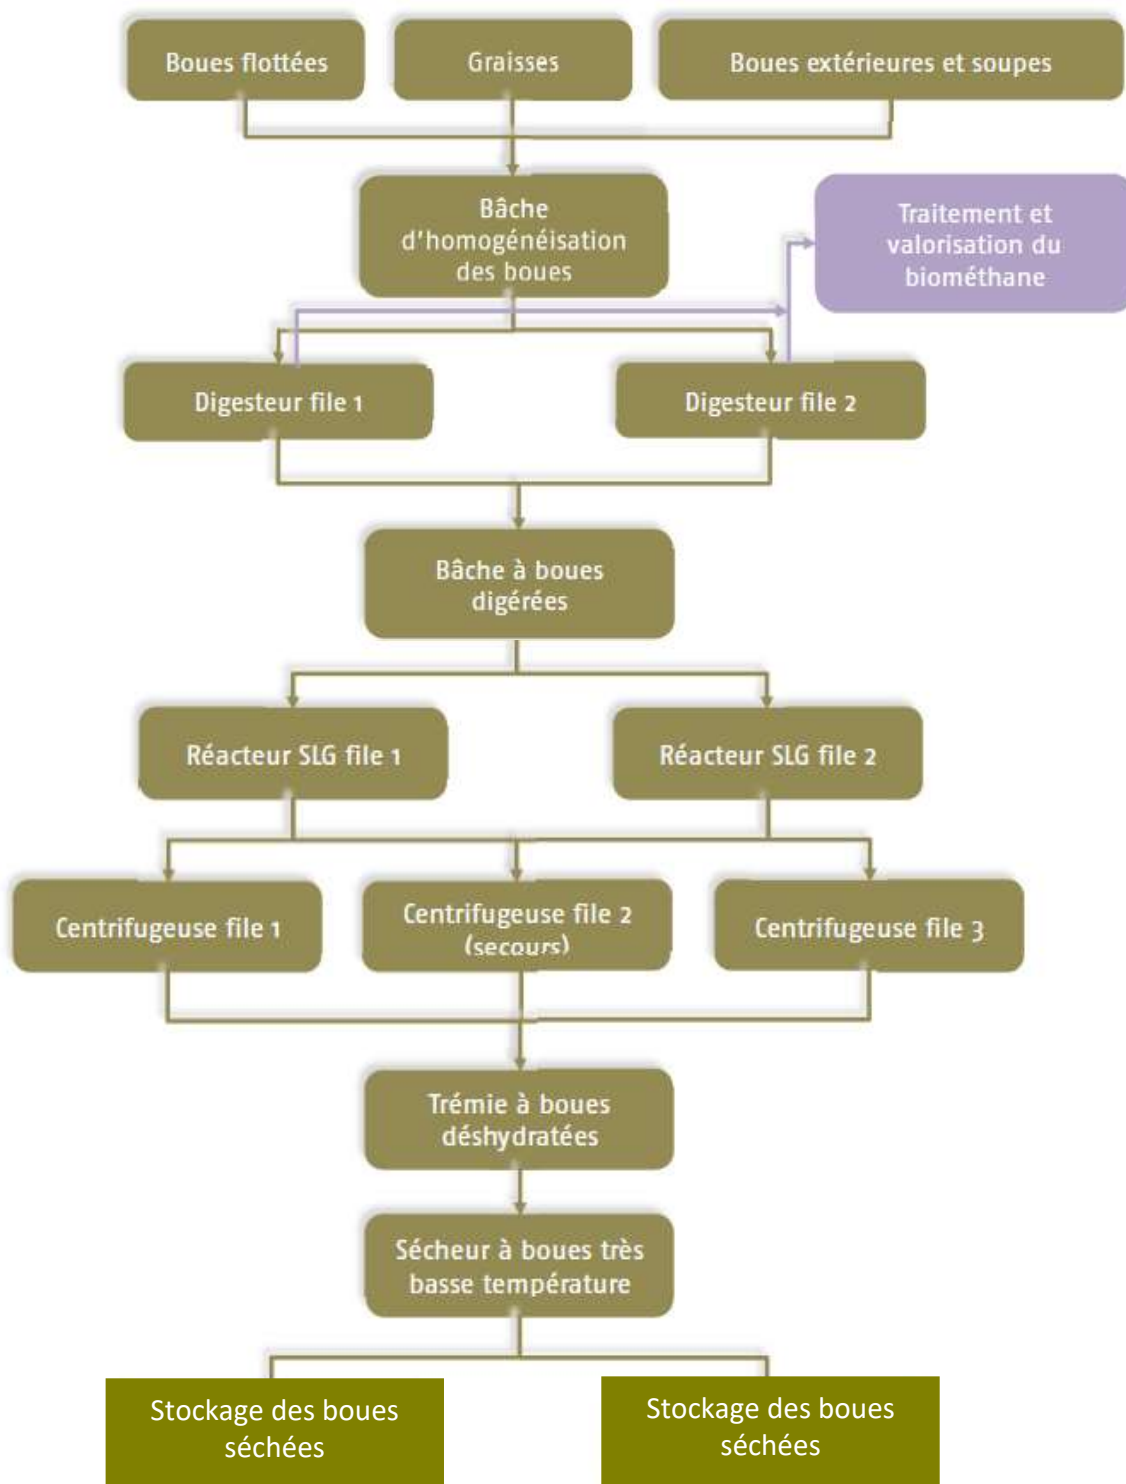 Boues flottées
Graisses
Boues extérieures et soupes
Bâche
d'homogénéisation
des boues
Traitement et
valorisation du
biométhane
Digesteur file 1
Digesteur file 2
Bâche à boues
digérées
Réacteur SLG file 1
Réacteur SLG file 2
Centrifugeuse file 1
Centrifugeuse file 2
(secours)
Centrifugeuse file 3
Trémie à boues
déshydratées
Sécheur à boues très
basse température
Stockage des boues
séchées
Stockage des boues
séchées